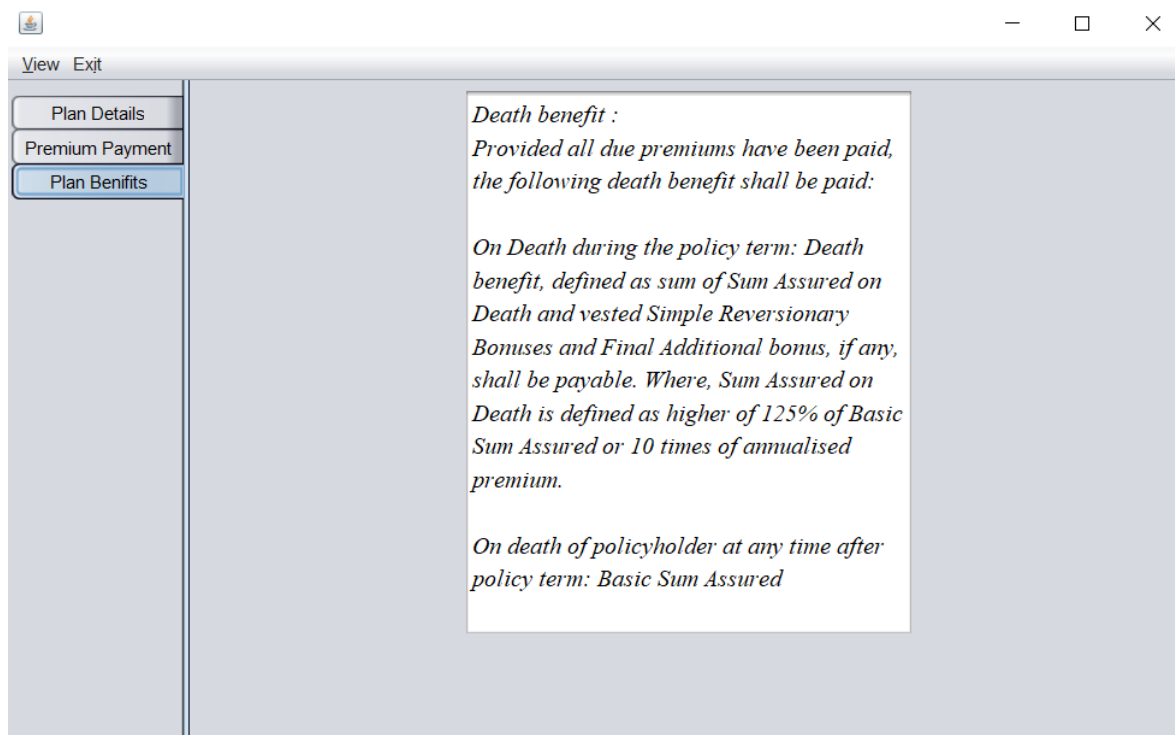 View Exit
Plan Details
Premium Payment
Plan Benifits
Death benefit :
Provided all due premiums have been paid,
the following death benefit shall be paid:
On Death during the policy term: Death
benefit, defined as sum of Sum Assured on
Death and vested Simple Reversionary
Bonuses and Final Additional bonus, if any,
shall be payable. Where, Sum Assured on
Death is defined as higher of 125% of Basic
Sum Assured or 10 times of annualised
premium.
On death of policyholder at any time after
policy term: Basic Sum Assured